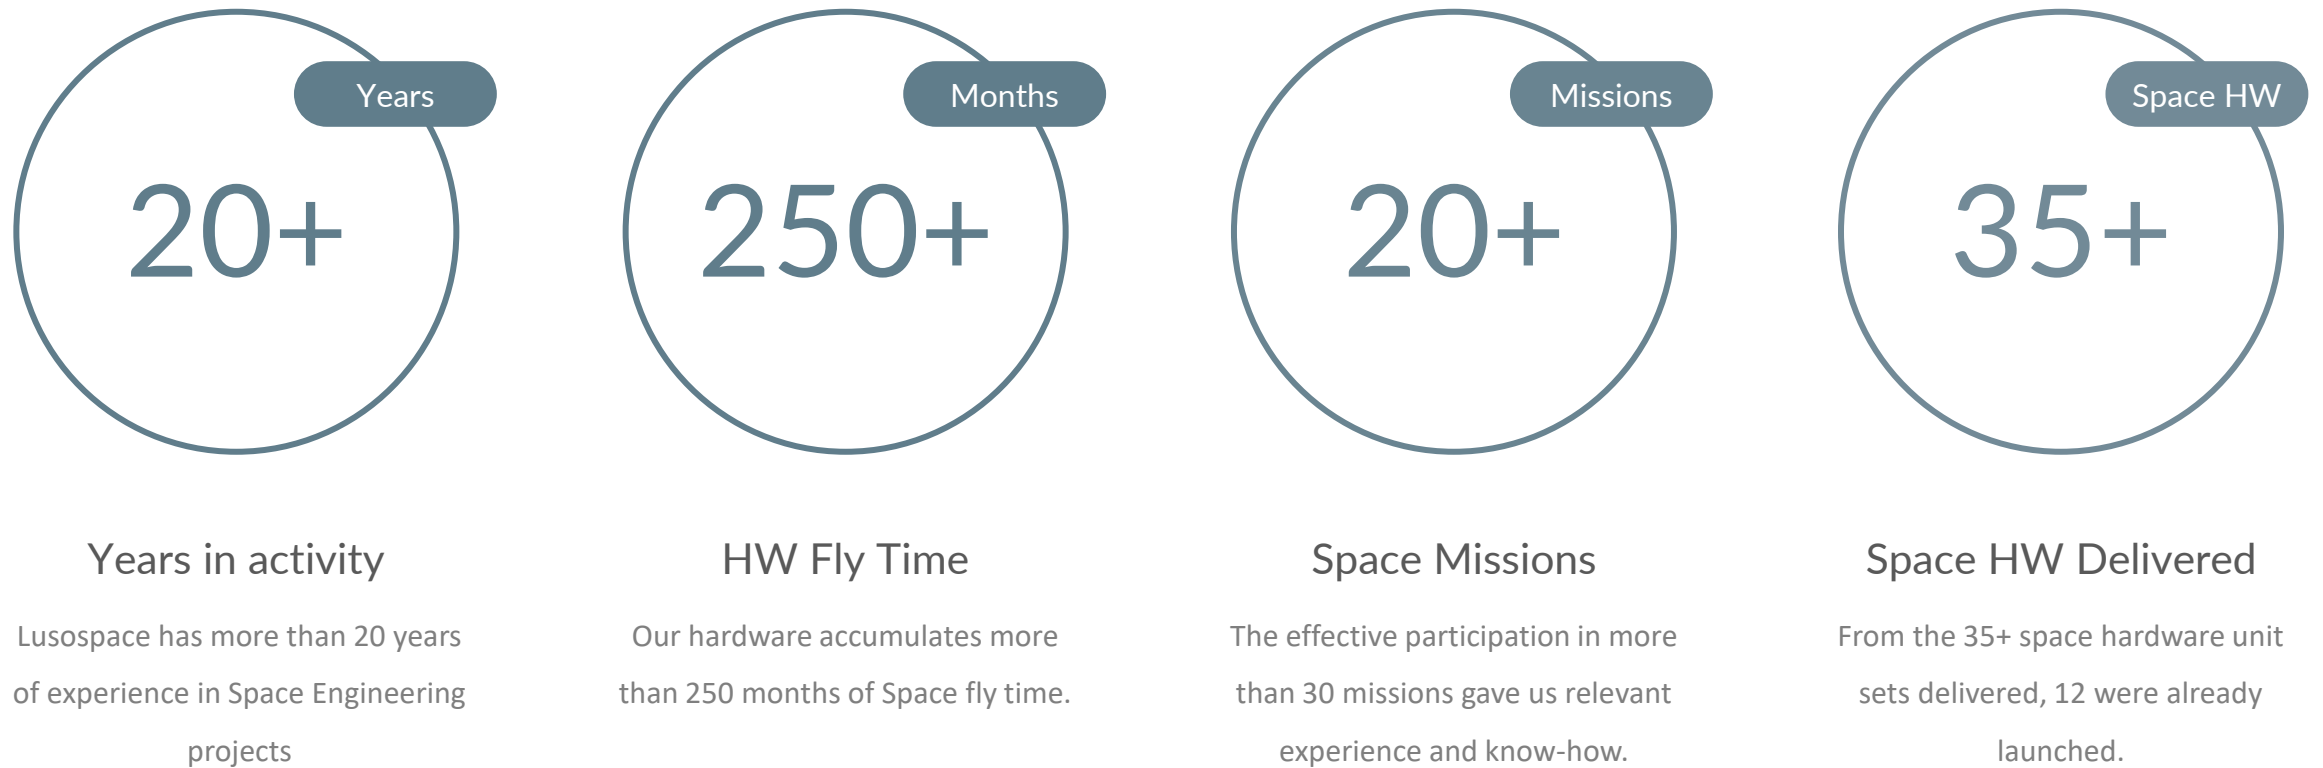 Years
20+
Years in activity
Lusospace has more than 20 years
of experience in Space Engineering
projects
Months
250+
HW Fly Time
Our hardware accumulates more
than 250 months of Space fly time.
Missions
20+
Space Missions
The effective participation in more
than 30 missions gave us relevant
experience and know-how.
Space HW
35+
Space HW Delivered
From the 35+ space hardware unit
sets delivered, 12 were already
launched.